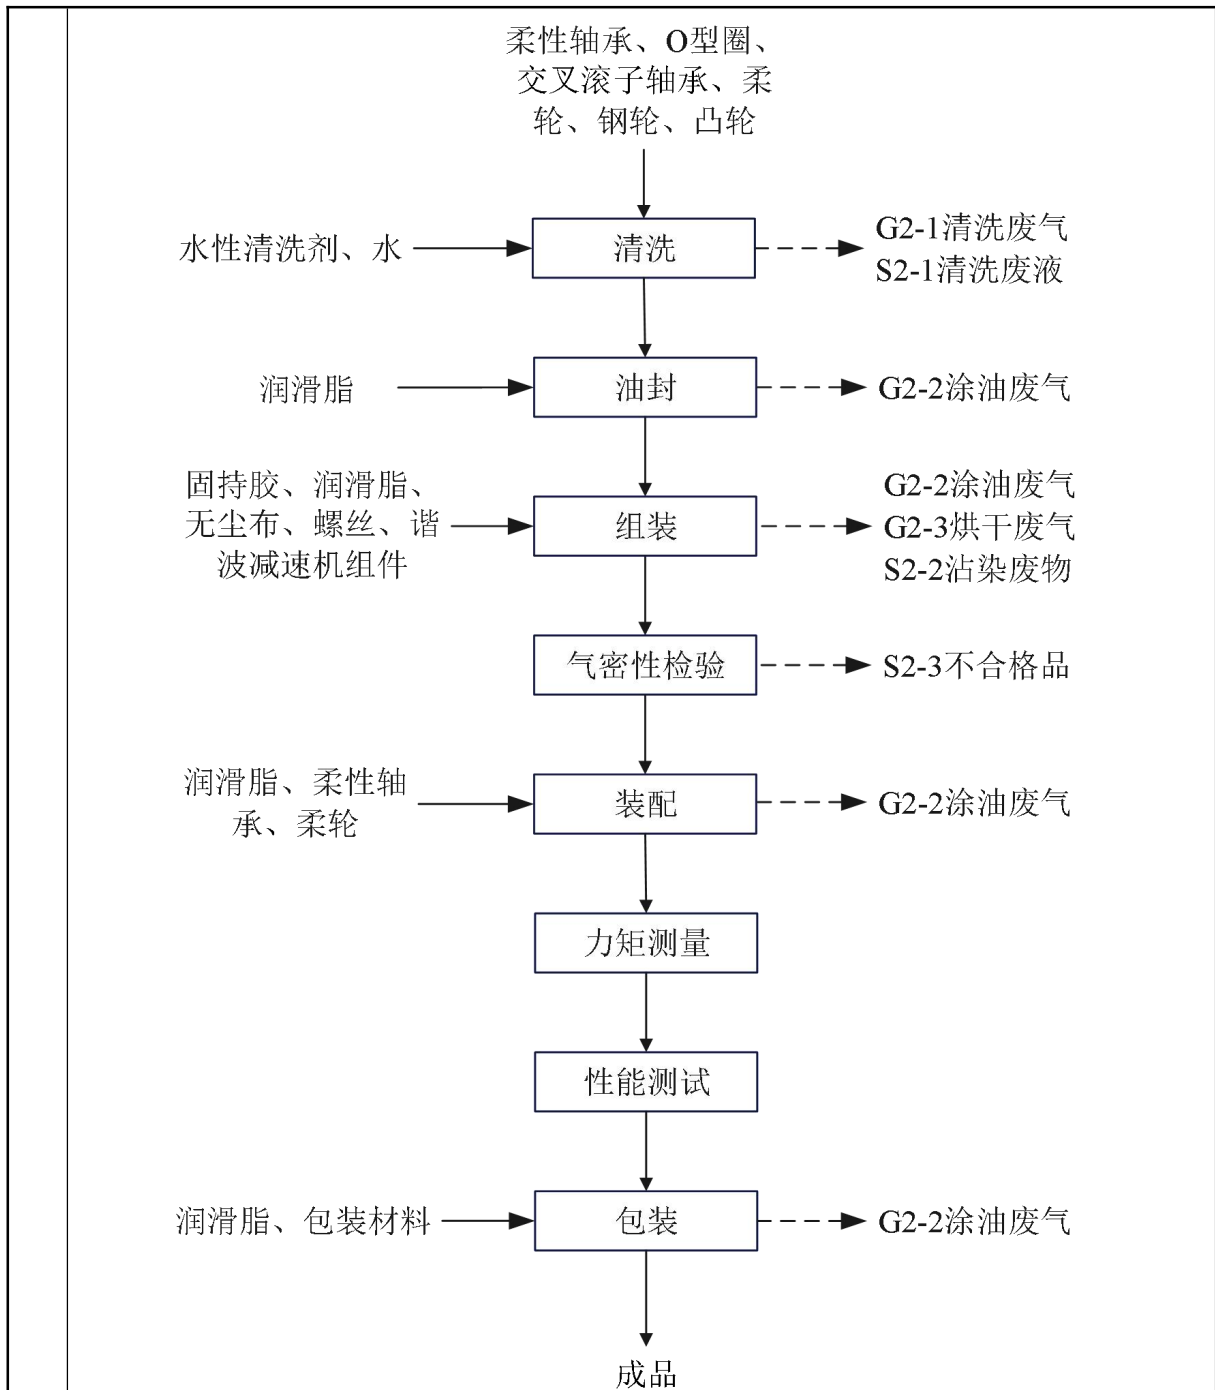 柔性轴承、O型圈、
交叉滚子轴承、柔
轮、钢轮、凸轮
水性清洗剂、水
清洗
G2-1清洗废气
S2-1清洗废液
润滑脂
油封
G2-2涂油废气
固持胶、润滑脂、
无尘布、螺丝、谐
波减速机组件
组装
G2-2涂油废气
G2-3烘干废气
S2-2沾染废物
气密性检验
S2-3不合格品
润滑脂、柔性轴
承、柔轮
装配
G2-2涂油废气
力矩测量
性能测试
润滑脂、包装材料
包装
G2-2涂油废气
成品